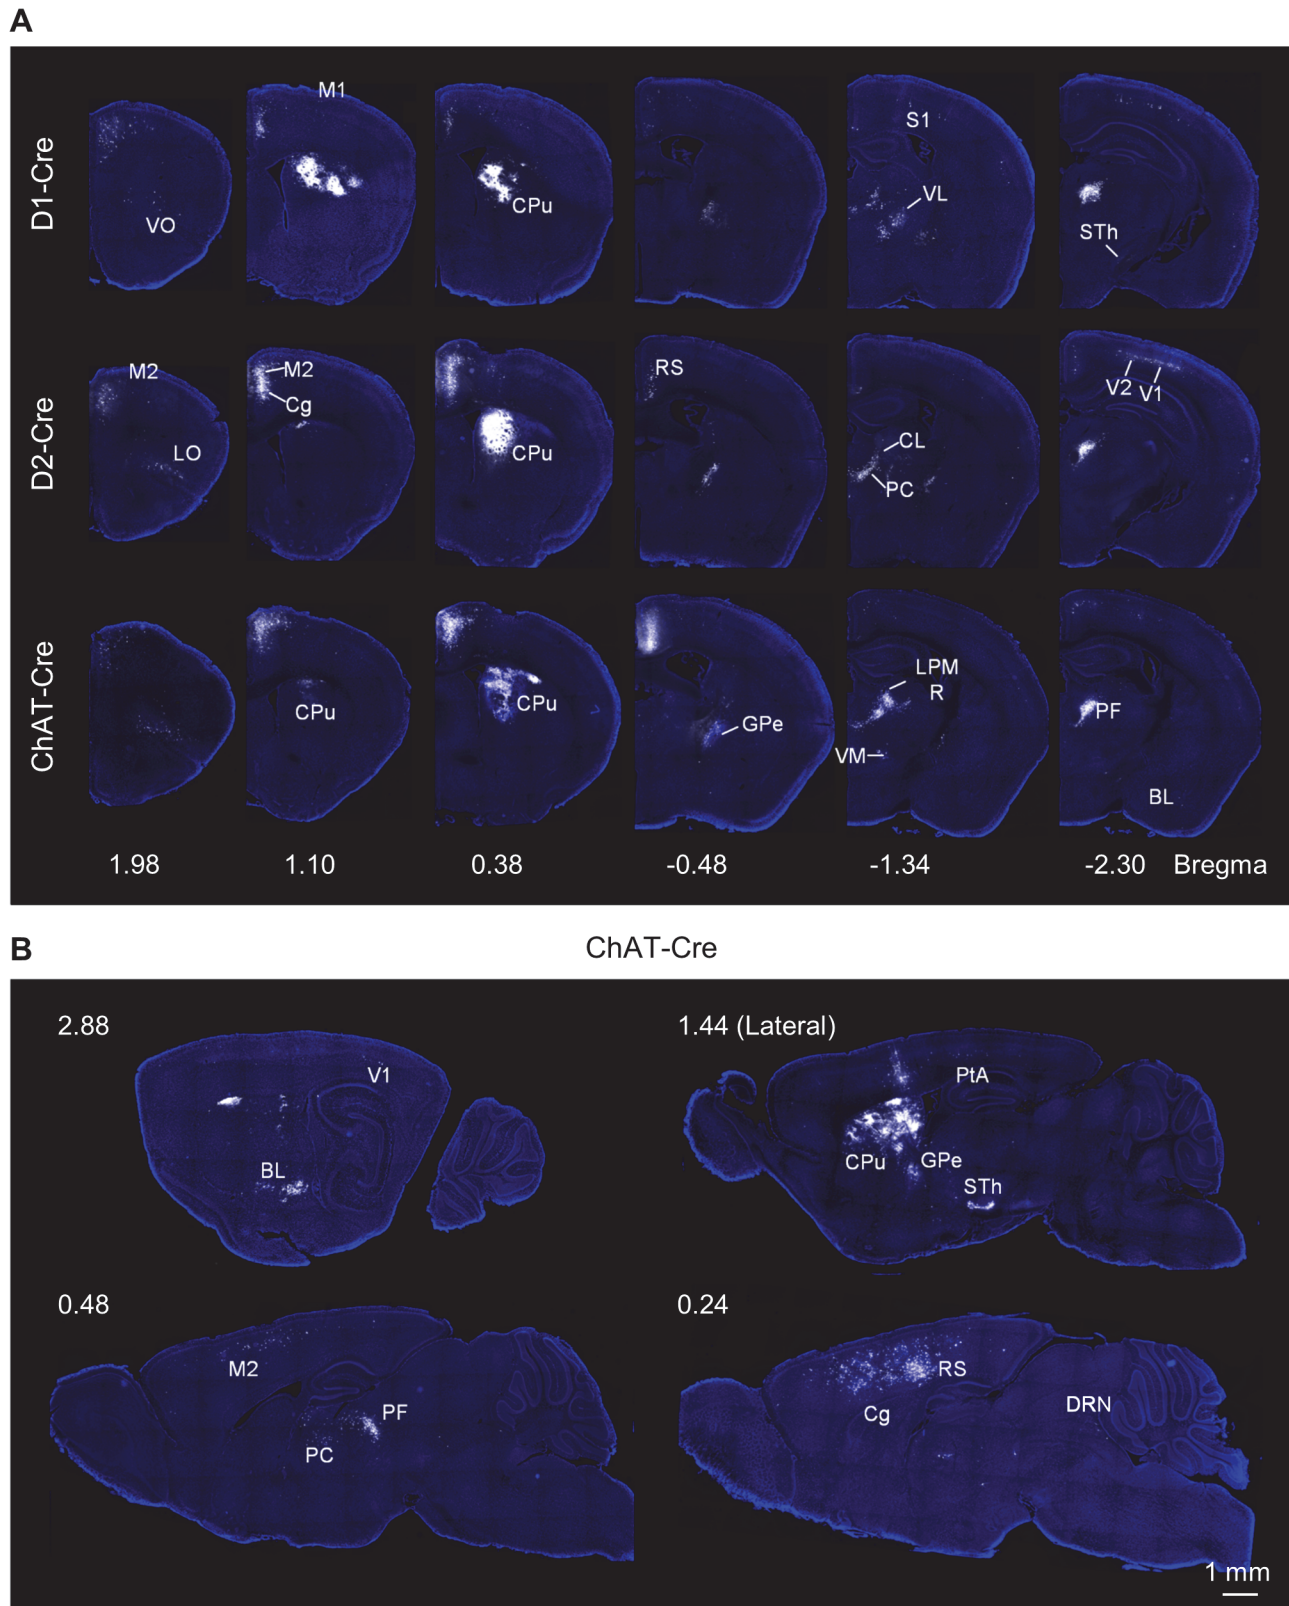 A
D1-Cre
M1
VO
CPu
S1
VL
STh
D2-Cre
M2
LO
M2
Cg
CPu
RS
CL
PC
V2
V1
ChAT-Cre
CPu
CPu
GPe
LPM
R
VM
PF
BL
1.98
1.10
0.38
-0.48
-1.34
-2.30
Bregma
B
ChAT-Cre
2.88
V1
BL
1.44 (Lateral)
PtA
CPu
GPe
STh
0.48
M2
PF
PC
0.24
RS
Cg
DRN
1 mm